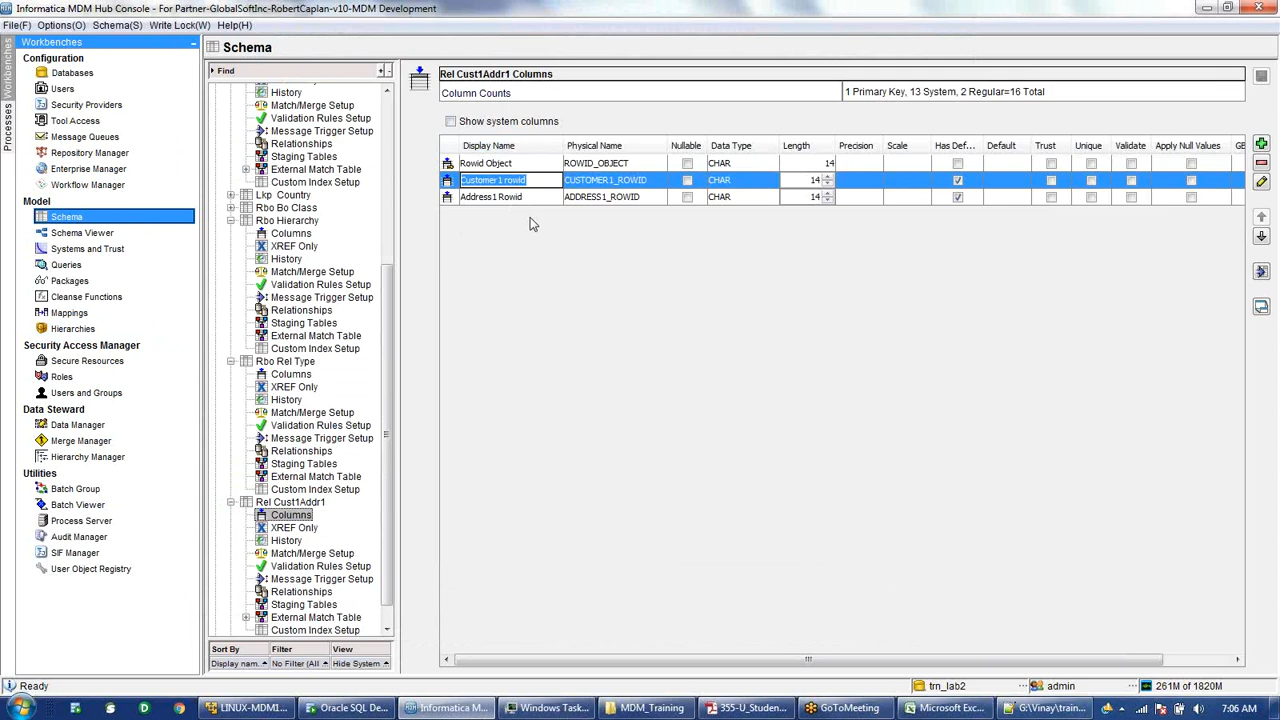 Informatica MDM Hub Console - For Partner-GlobalSoftInc-RobertCaplan-v10-MDM Development
File(F) Options(O) Schema(S) Write Lock(W) Help(H)
Workbenches
Processes
Workbenches
Configuration
Databases
Users
Security Providers
Tool Access
Message Queues
Repository Manager
Enterprise Manager
Workflow Manager
Model
Schema
Schema Viewer
Systems and Trust
Queries
Packages
Cleanse Functions
Mappings
Hierarchies
Security Access Manager
Secure Resources
Roles
Users and Groups
Data Steward
Data Manager
Merge Manager
Hierarchy Manager
Utilities
Batch Group
Batch Viewer
Process Server
Audit Manager
SIF Manager
User Object Registry
Schema
Find
History
Match/Merge Setup
Validation Rules Setup
Message Trigger Setup
Relationships
Staging Tables
External Match Table
Custom Index Setup
Lkp Country
Rbo Bo Class
Rbo Hierarchy
Columns
XREF Only
History
Match/Merge Setup
Validation Rules Setup
Message Trigger Setup
Relationships
Staging Tables
External Match Table
Custom Index Setup
Rbo Rel Type
Columns
XREF Only
History
Match/Merge Setup
Validation Rules Setup
Message Trigger Setup
Relationships
Staging Tables
External Match Table
Custom Index Setup
Rel Cust1Addr1
Columns
XREF Only
History
Match/Merge Setup
Validation Rules Setup
Message Trigger Setup
Relationships
Staging Tables
External Match Table
Custom Index Setup
Sort By Filter View
Display nam... No Filter (All Hide System
Rel Cust1Addr1 Columns
Column Counts 1 Primary Key, 13 System, 2 Regular=16 Total
Show system columns
Display Name Physical Name Nullable Data Type Length Precision Scale Has Def... Default Trust Unique Validate Apply Null Values GB
Rowid Object ROWID_OBJECT CHAR 14
Customer1 rowid CUSTOMER1_ROWID CHAR 14
Address1 Rowid ADDRESS1_ROWID CHAR 14
Ready trn_lab2 admin 261M of 1820M
LINUX-MDM1... Oracle SQL De... Informatica M... Windows Task... MDM_Training 355-U_Studen... GoToMeeting Microsoft Exc... G:\Vinay\train... 7:06 AM